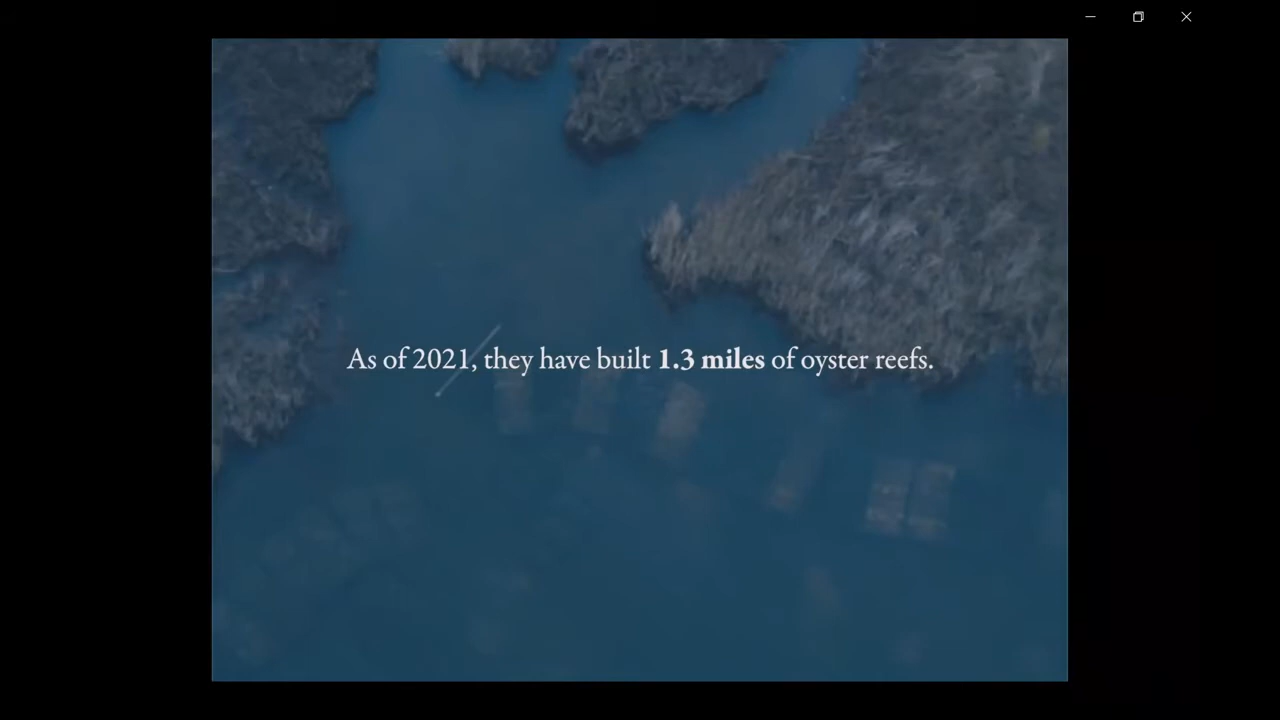 As of 2021, they have built 1.3 miles of oyster reefs.